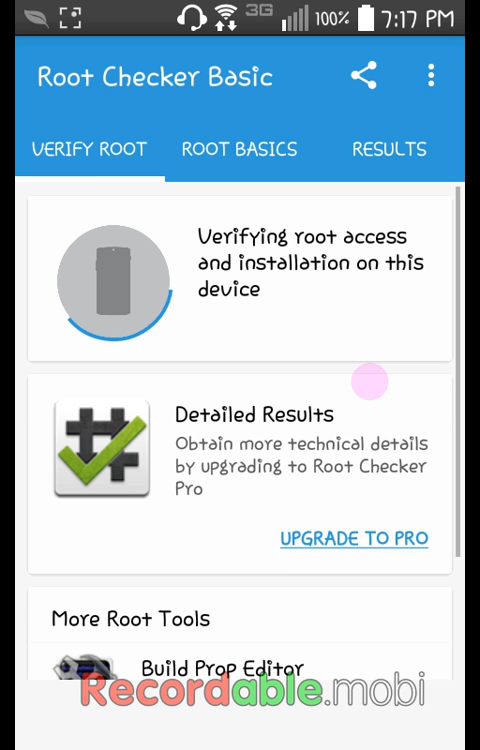 3G 100% 7:17 PM
Root Checker Basic
VERIFY ROOT ROOT BASICS RESULTS
Verifying root access
and installation on this
device
Detailed Results
Obtain more technical details
by upgrading to Root Checker
Pro
UPGRADE TO PRO
More Root Tools
Build Prop Editor
Recordable.mobi